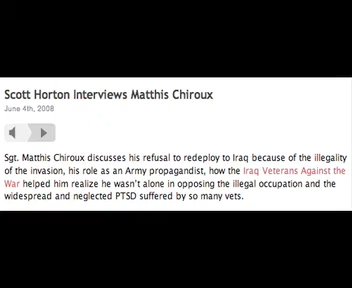 Scott Horton Interviews Matthis Chiroux
June 4th, 2008
Sgt. Matthis Chiroux discusses his refusal to redeploy to Iraq because of the illegality
of the invasion, his role as an Army propagandist, how the Iraq Veterans Against the
War helped him realize he wasn't alone in opposing the illegal occupation and the
widespread and neglected PTSD suffered by so many vets.